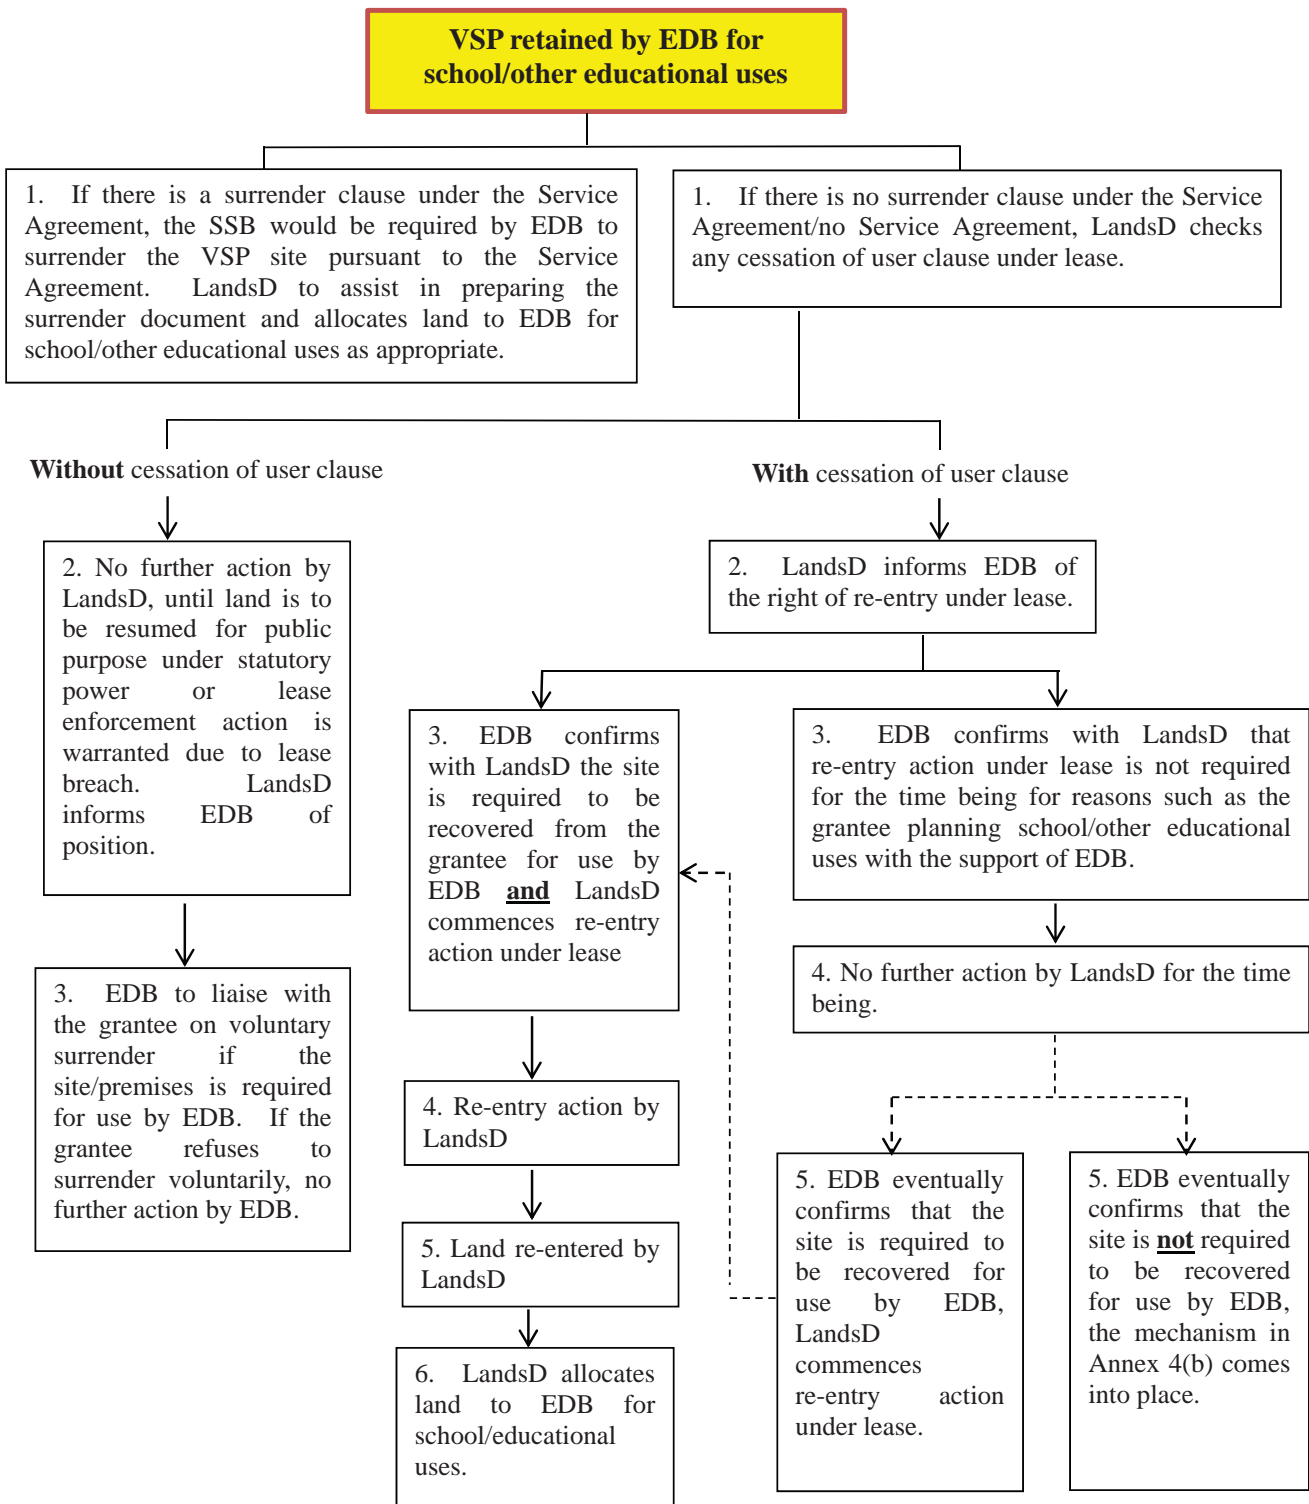 VSP retained by EDB for
school/other educational uses
1. If there is a surrender clause under the Service
Agreement, the SSB would be required by EDB to
surrender the VSP site pursuant to the Service
Agreement. LandsD to assist in preparing the
surrender document and allocates land to EDB for
school/other educational uses as appropriate.
1. If there is no surrender clause under the Service
Agreement/no Service Agreement, LandsD checks
any cessation of user clause under lease.
Without cessation of user clause
With cessation of user clause
2. No further action by
LandsD, until land is to
be resumed for public
purpose under statutory
power or lease
enforcement action is
warranted due to lease
breach. LandsD
informs EDB of
position.
3. EDB to liaise with
the grantee on voluntary
surrender if the
site/premises is required
for use by EDB. If the
grantee refuses to
surrender voluntarily, no
further action by EDB.
2. LandsD informs EDB of
the right of re-entry under lease.
3. EDB confirms
with LandsD the site
is required to be
recovered from the
grantee for use by
EDB and LandsD
commences re-entry
action under lease
4. Re-entry action by
LandsD
5. Land re-entered by
LandsD
6. LandsD allocates
land to EDB for
school/educational
uses.
3. EDB confirms with LandsD that
re-entry action under lease is not required
for the time being for reasons such as the
grantee planning school/other educational
uses with the support of EDB.
4. No further action by LandsD for the time
being.
5. EDB eventually
confirms that the
site is required to
be recovered for
use by EDB,
LandsD
commences
re-entry action
under lease.
5. EDB eventually
confirms that the
site is not required
to be recovered
for use by EDB,
the mechanism in
Annex 4(b) comes
into place.